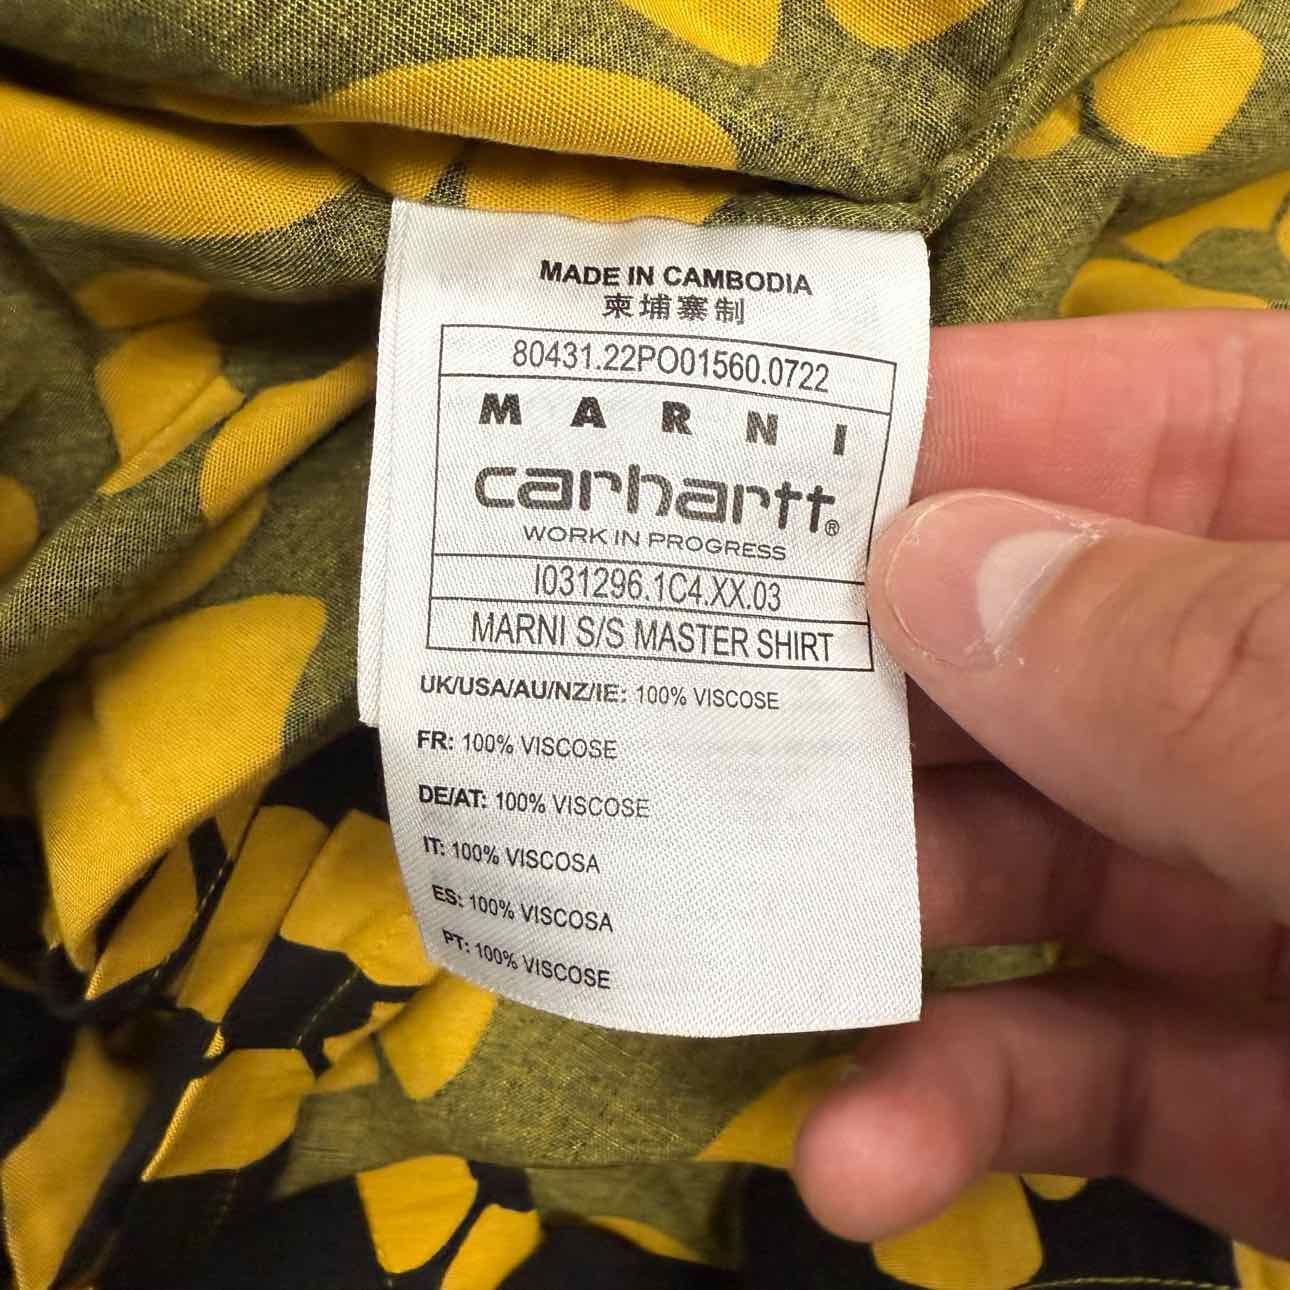 MADE IN CAMBODIA
柬埔寨制
80431.22PO01560.0722
MARNI
carhartt®
WORK IN PROGRESS
I031296.1C4.XX.03
MARNI S/S MASTER SHIRT
UK/USA/AU/NZ/IE: 100% VISCOSE
FR: 100% VISCOSE
DE/AT: 100% VISCOSE
IT: 100% VISCOSA
ES: 100% VISCOSA
PT: 100% VISCOSE